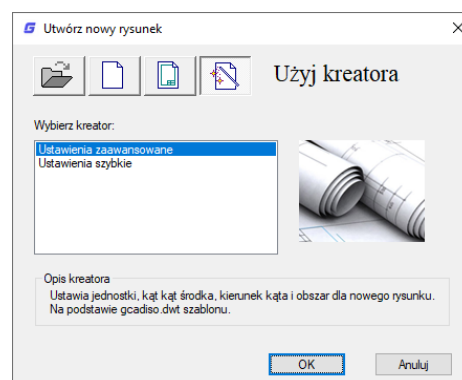 Utwórz nowy rysunek
Użyj kreatora
Wybierz kreator:
Ustawienia zaawansowane
Ustawienia szybkie
Opis kreatora
Ustawia jednostki, kąt kąt środka, kierunek kąta i obszar dla nowego rysunku.
Na podstawie gcadiso.dwt szablonu.
OK
Anuluj